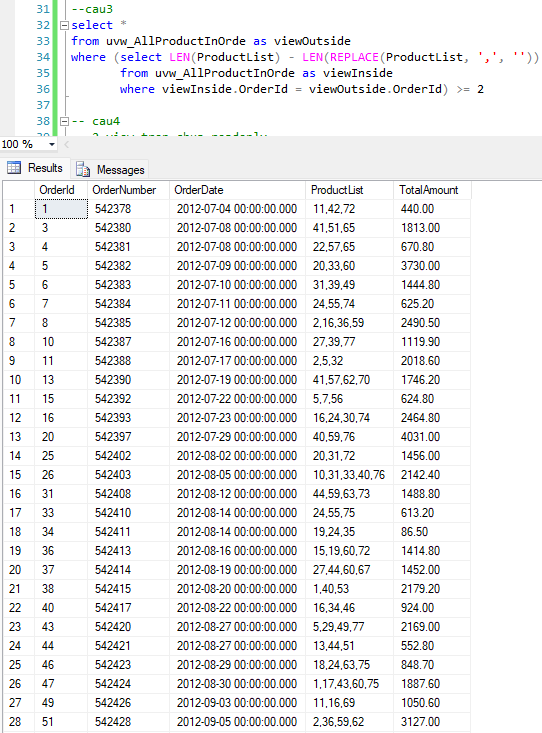 31 --cau3
32 select *
33 from uvw_AllProductInOrde as viewOutside
34 where (select LEN(ProductList) - LEN(REPLACE(ProductList, ',', ''))
35 from uvw_AllProductInOrde as viewInside
36 where viewInside.OrderId = viewOutside.OrderId) >= 2
37
38 -- cau4
100 %
Results Messages
OrderId OrderNumber OrderDate ProductList TotalAmount
1 1 542378 2012-07-04 00:00:00.000 11,42,72 440.00
2 3 542380 2012-07-08 00:00:00.000 41,51,65 1813.00
3 4 542381 2012-07-08 00:00:00.000 22,57,65 670.80
4 5 542382 2012-07-09 00:00:00.000 20,33,60 3730.00
5 6 542383 2012-07-10 00:00:00.000 31,39,49 1444.80
6 7 542384 2012-07-11 00:00:00.000 24,55,74 625.20
7 8 542385 2012-07-12 00:00:00.000 2,16,36,59 2490.50
8 10 542387 2012-07-16 00:00:00.000 27,39,77 1119.90
9 11 542388 2012-07-17 00:00:00.000 2,5,32 2018.60
10 13 542390 2012-07-19 00:00:00.000 41,57,62,70 1746.20
11 15 542392 2012-07-22 00:00:00.000 5,7,56 624.80
12 16 542393 2012-07-23 00:00:00.000 16,24,30,74 2464.80
13 20 542397 2012-07-29 00:00:00.000 40,59,76 4031.00
14 25 542402 2012-08-02 00:00:00.000 20,31,72 1456.00
15 26 542403 2012-08-05 00:00:00.000 10,31,33,40,76 2142.40
16 31 542408 2012-08-12 00:00:00.000 44,59,63,73 1488.80
17 33 542410 2012-08-14 00:00:00.000 24,55,75 613.20
18 34 542411 2012-08-14 00:00:00.000 19,24,35 86.50
19 36 542413 2012-08-16 00:00:00.000 15,19,60,72 1414.80
20 37 542414 2012-08-19 00:00:00.000 27,44,60,67 1452.00
21 38 542415 2012-08-20 00:00:00.000 1,40,53 2179.20
22 40 542417 2012-08-22 00:00:00.000 16,34,46 924.00
23 43 542420 2012-08-27 00:00:00.000 5,29,49,77 2169.00
24 44 542421 2012-08-27 00:00:00.000 13,44,51 552.80
25 46 542423 2012-08-29 00:00:00.000 18,24,63,75 848.70
26 47 542424 2012-08-30 00:00:00.000 1,17,43,60,75 1887.60
27 49 542426 2012-09-03 00:00:00.000 11,16,69 1050.60
28 51 542428 2012-09-05 00:00:00.000 2,36,59,62 3127.00